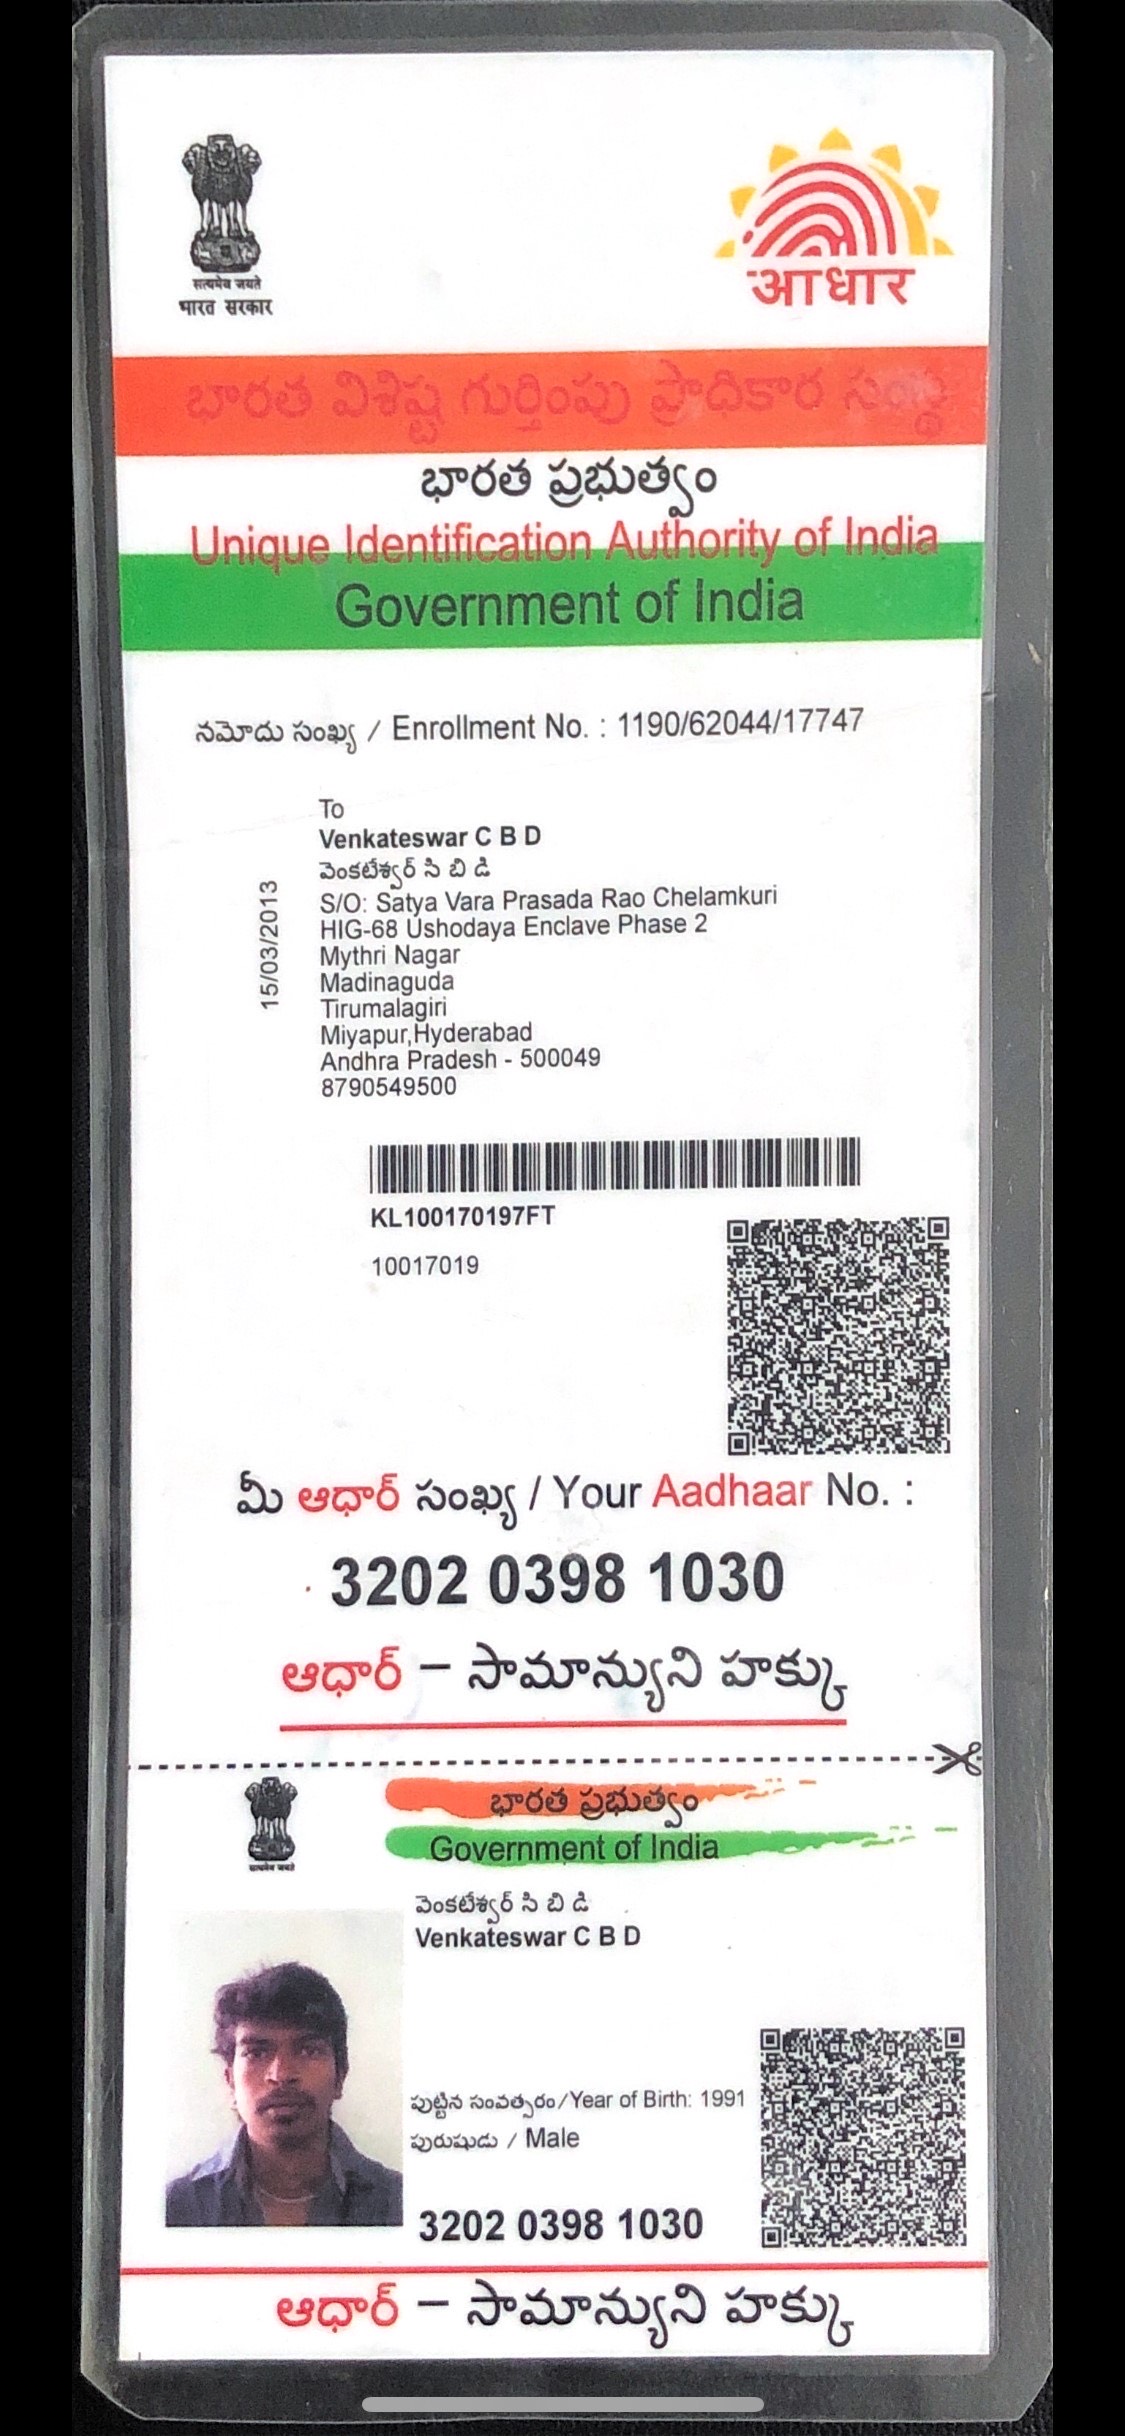 सत्यमेव जयते
भारत सरकार
आधार
భారత విశిష్ట గుర్తింపు ప్రాధికార సంస్థ
భారత ప్రభుత్వం
Unique Identification Authority of India
Government of India
నమోదు సంఖ్య / Enrollment No. : 1190/62044/17747
15/03/2013
To
Venkateswar C B D
వెంకటేశ్వర్ సి బి డి
S/O: Satya Vara Prasada Rao Chelamkuri
HIG-68 Ushodaya Enclave Phase 2
Mythri Nagar
Madinaguda
Tirumalagiri
Miyapur,Hyderabad
Andhra Pradesh - 500049
8790549500
KL100170197FT
10017019
మీ ఆధార్ సంఖ్య / Your Aadhaar No. :
3202 0398 1030
ఆధార్ – సామాన్యుని హక్కు
सत्यमेव जयते
భారత ప్రభుత్వం
Government of India
వెంకటేశ్వర్ సి బి డి
Venkateswar C B D
పుట్టిన సంవత్సరం/Year of Birth: 1991
పురుషుడు / Male
3202 0398 1030
ఆధార్ – సామాన్యుని హక్కు